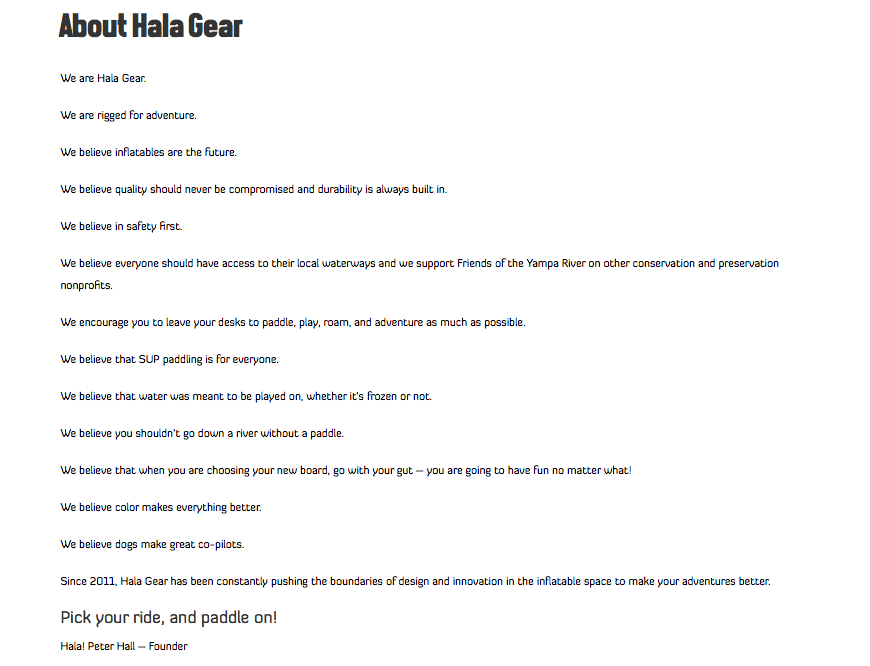 About Hala Gear
We are Hala Gear.
We are rigged for adventure.
We believe inflatables are the future.
We believe quality should never be compromised and durability is always built in.
We believe in safety first.
We believe everyone should have access to their local waterways and we support Friends of the Yampa River on other conservation and preservation
nonprofits.
We encourage you to leave your desks to paddle, play, roam, and adventure as much as possible.
We believe that SUP paddling is for everyone.
We believe that water was meant to be played on, whether it's frozen or not.
We believe you shouldn't go down a river without a paddle.
We believe that when you are choosing your new board, go with your gut – you are going to have fun no matter what!
We believe color makes everything better.
We believe dogs make great co-pilots.
Since 2011, Hala Gear has been constantly pushing the boundaries of design and innovation in the inflatable space to make your adventures better.
Pick your ride, and paddle on!
Hala! Peter Hall – Founder